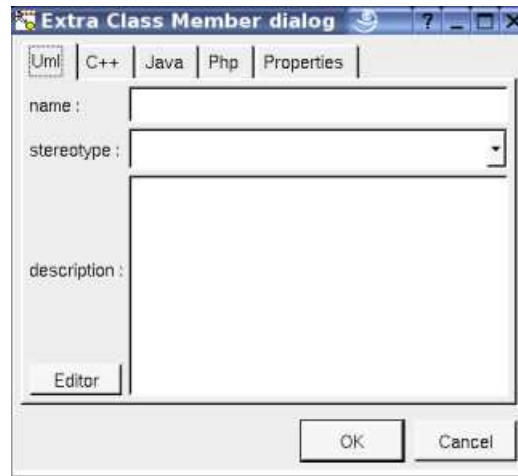 Extra Class Member dialog
Uml C++ Java Php Properties
name :
stereotype :
description :
Editor
OK Cancel